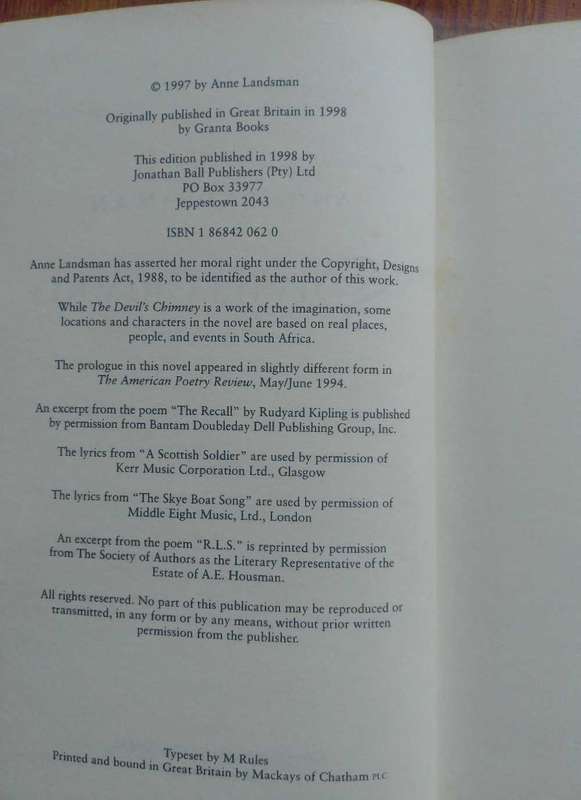 © 1997 by Anne Landsman
Originally published in Great Britain in 1998
by Granta Books
This edition published in 1998 by
Jonathan Ball Publishers (Pty) Ltd
PO Box 33977
Jeppestown 2043
ISBN 1 86842 062 0
Anne Landsman has asserted her moral right under the Copyright, Designs
and Patents Act, 1988, to be identified as the author of this work.
While The Devil's Chimney is a work of the imagination, some
locations and characters in the novel are based on real places,
people, and events in South Africa.
The prologue in this novel appeared in slightly different form in
The American Poetry Review, May/June 1994.
An excerpt from the poem "The Recall" by Rudyard Kipling is published
by permission from Bantam Doubleday Dell Publishing Group, Inc.
The lyrics from "A Scottish Soldier" are used by permission of
Kerr Music Corporation Ltd., Glasgow
The lyrics from "The Skye Boat Song" are used by permission of
Middle Eight Music, Ltd., London
An excerpt from the poem "R.L.S." is reprinted by permission
from The Society of Authors as the Literary Representative of the
Estate of A.E. Housman.
All rights reserved. No part of this publication may be reproduced or
transmitted, in any form or by any means, without prior written
permission from the publisher.
Typeset by M Rules
Printed and bound in Great Britain by Mackays of Chatham PLC